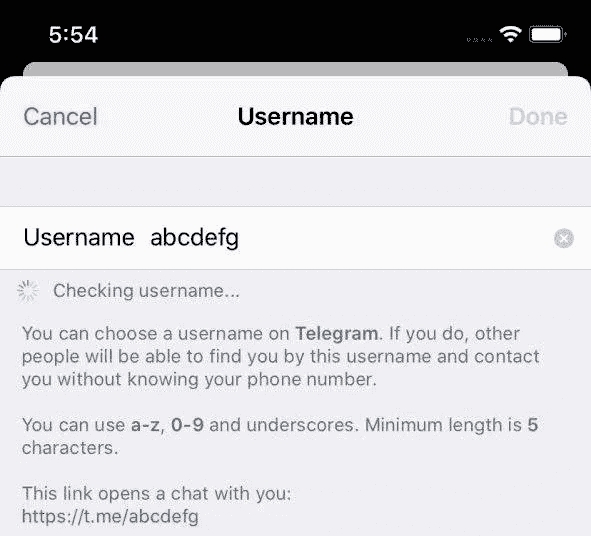 5:54
Cancel Username Done
Username abcdefg
Checking username...
You can choose a username on Telegram. If you do, other
people will be able to find you by this username and contact
you without knowing your phone number.
You can use a-z, 0-9 and underscores. Minimum length is 5
characters.
This link opens a chat with you:
https://t.me/abcdefg